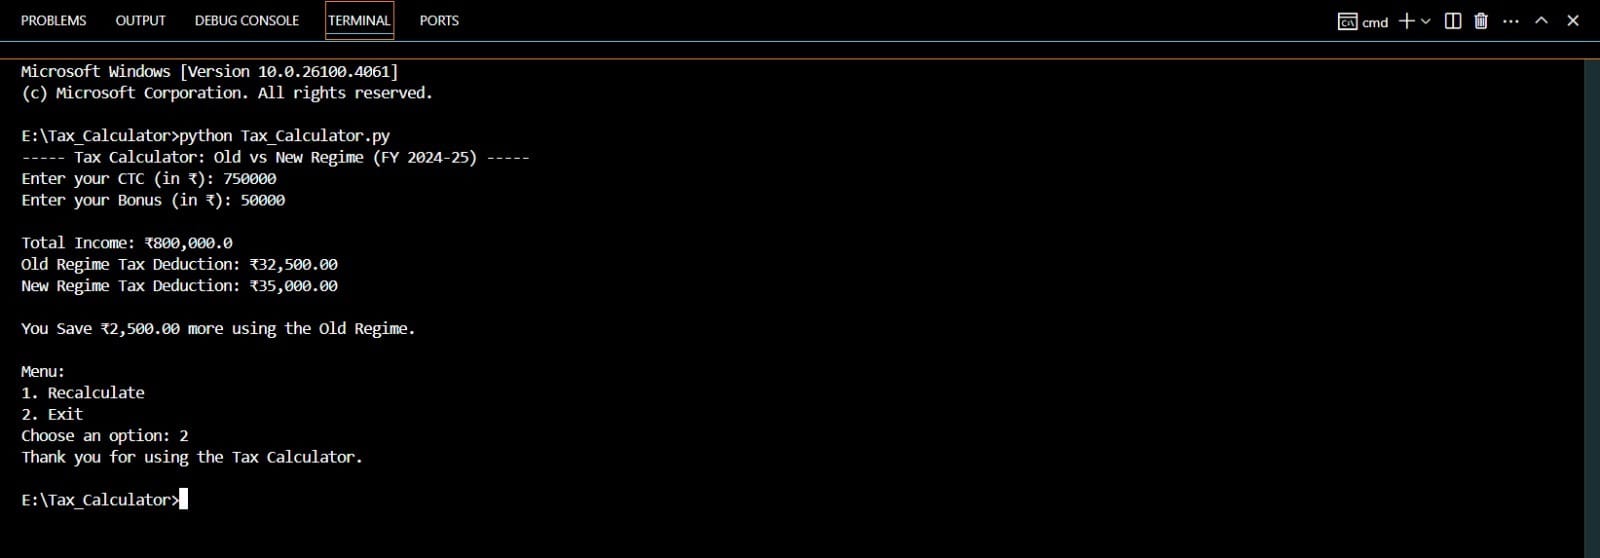 PROBLEMS OUTPUT DEBUG CONSOLE TERMINAL PORTS cmd
Microsoft Windows [Version 10.0.26100.4061]
(c) Microsoft Corporation. All rights reserved.
E:\Tax_Calculator>python Tax_Calculator.py
----- Tax Calculator: Old vs New Regime (FY 2024-25) -----
Enter your CTC (in ₹): 750000
Enter your Bonus (in ₹): 50000
Total Income: ₹800,000.0
Old Regime Tax Deduction: ₹32,500.00
New Regime Tax Deduction: ₹35,000.00
You Save ₹2,500.00 more using the Old Regime.
Menu:
1. Recalculate
2. Exit
Choose an option: 2
Thank you for using the Tax Calculator.
E:\Tax_Calculator>